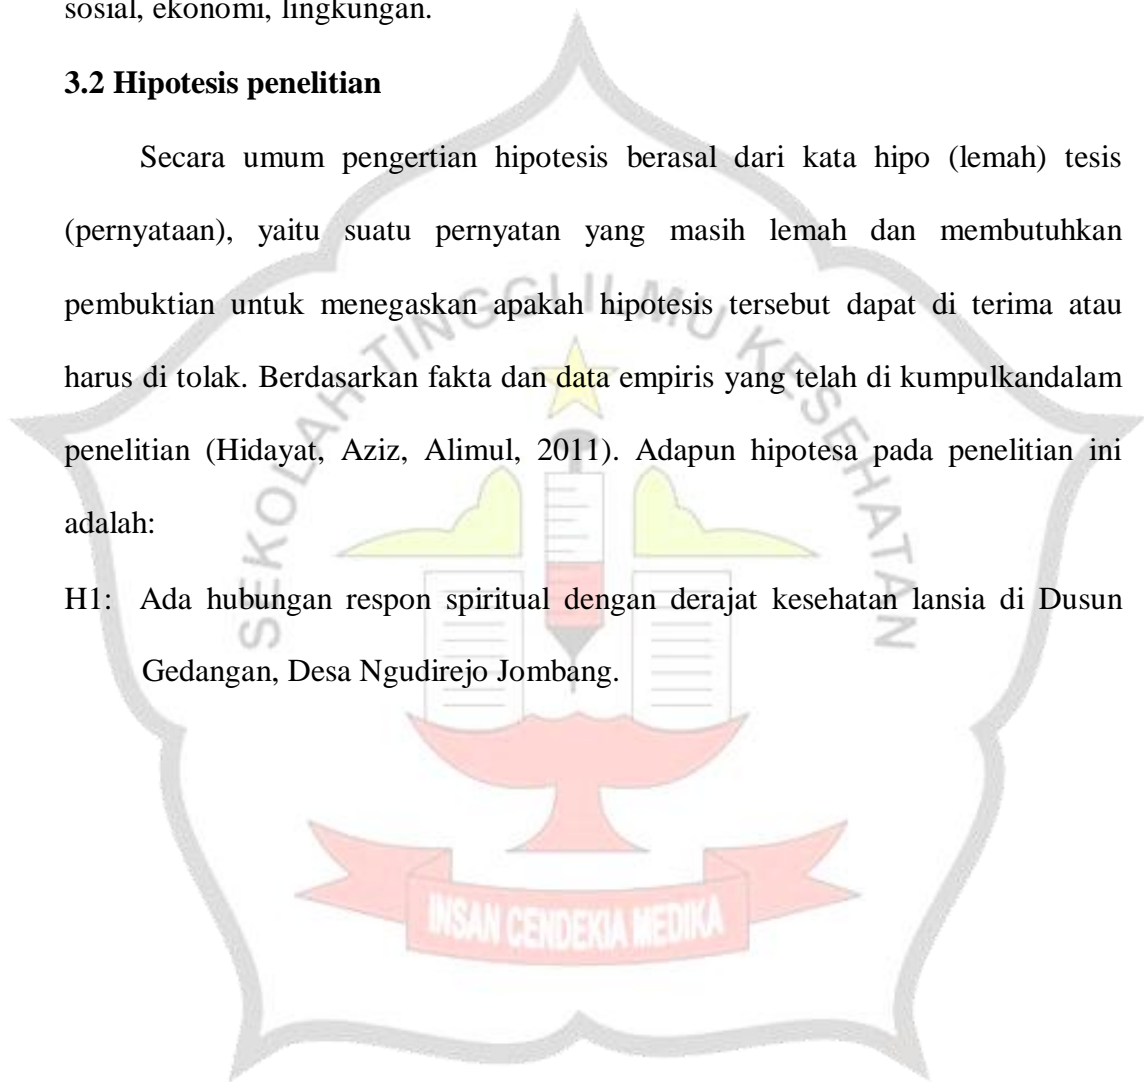 sosial, ekonomi, lingkungan.
3.2 Hipotesis penelitian
Secara umum pengertian hipotesis berasal dari kata hipo (lemah) tesis
(pernyataan), yaitu suatu pernyatan yang masih lemah dan membutuhkan
pembuktian untuk menegaskan apakah hipotesis tersebut dapat di terima atau
harus di tolak. Berdasarkan fakta dan data empiris yang telah di kumpulkandalam
penelitian (Hidayat, Aziz, Alimul, 2011). Adapun hipotesa pada penelitian ini
adalah:
H1: Ada hubungan respon spiritual dengan derajat kesehatan lansia di Dusun
Gedangan, Desa Ngudirejo Jombang.
SEKOLAH TINGGI ILMU KESEHATAN
INSAN CENDEKIA MEDIKA